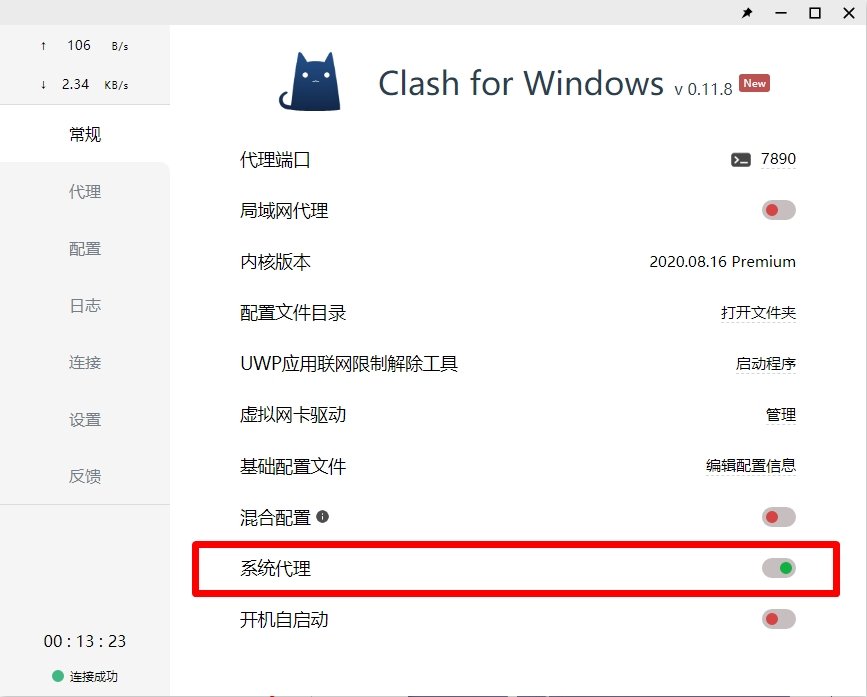 ↑ 106 B/s
↓ 2.34 KB/s
常规
代理
配置
日志
连接
设置
反馈
00 : 13 : 23
连接成功
Clash for Windows v 0.11.8 New
代理端口 7890
局域网代理
内核版本 2020.08.16 Premium
配置文件目录 打开文件夹
UWP应用联网限制解除工具 启动程序
虚拟网卡驱动 管理
基础配置文件 编辑配置信息
混合配置
系统代理
开机自启动